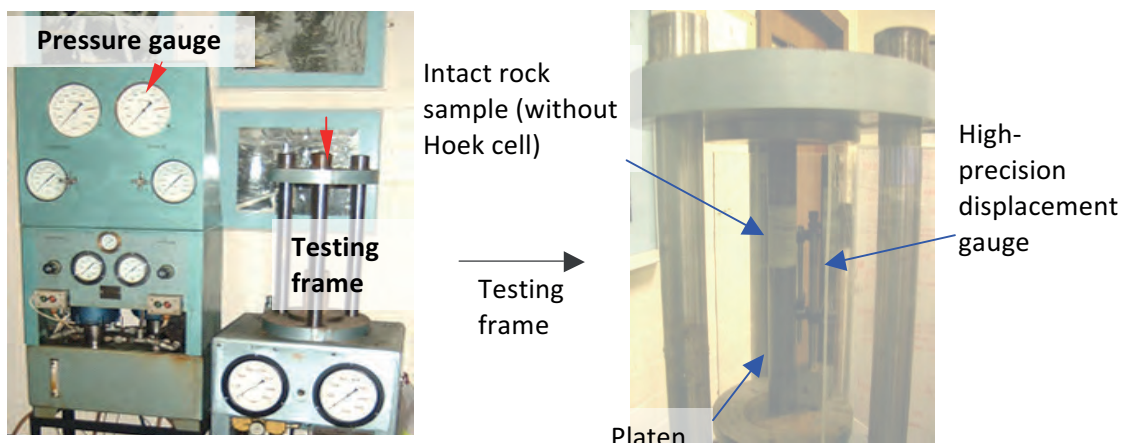 Pressure gauge
Testing
frame
Intact rock
sample (without
Hoek cell)
Testing
frame
High-
precision
displacement
gauge
Platen